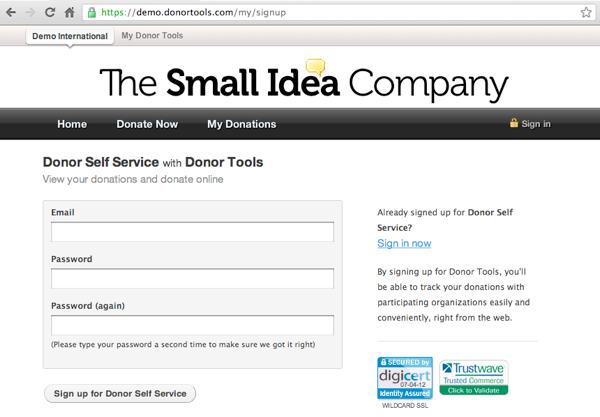 https://demo.donortools.com/my/signup
Demo International My Donor Tools
The Small Idea Company
Home Donate Now My Donations Sign in
Donor Self Service with Donor Tools
View your donations and donate online
Email
Password
Password (again)
(Please type your password a second time to make sure we got it right)
Sign up for Donor Self Service
Already signed up for Donor Self
Service?
Sign in now
By signing up for Donor Tools, you'll
be able to track your donations with
participating organizations easily and
conveniently, right from the web.
SECURED BY
digicert
07-04-12
Identity Assured
WILDCARD SSL
Trustwave
Trusted Commerce
Click to Validate